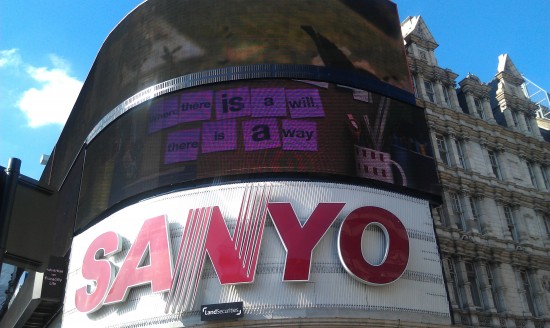 there is a will
there is a way
SANYO
LandSecurities